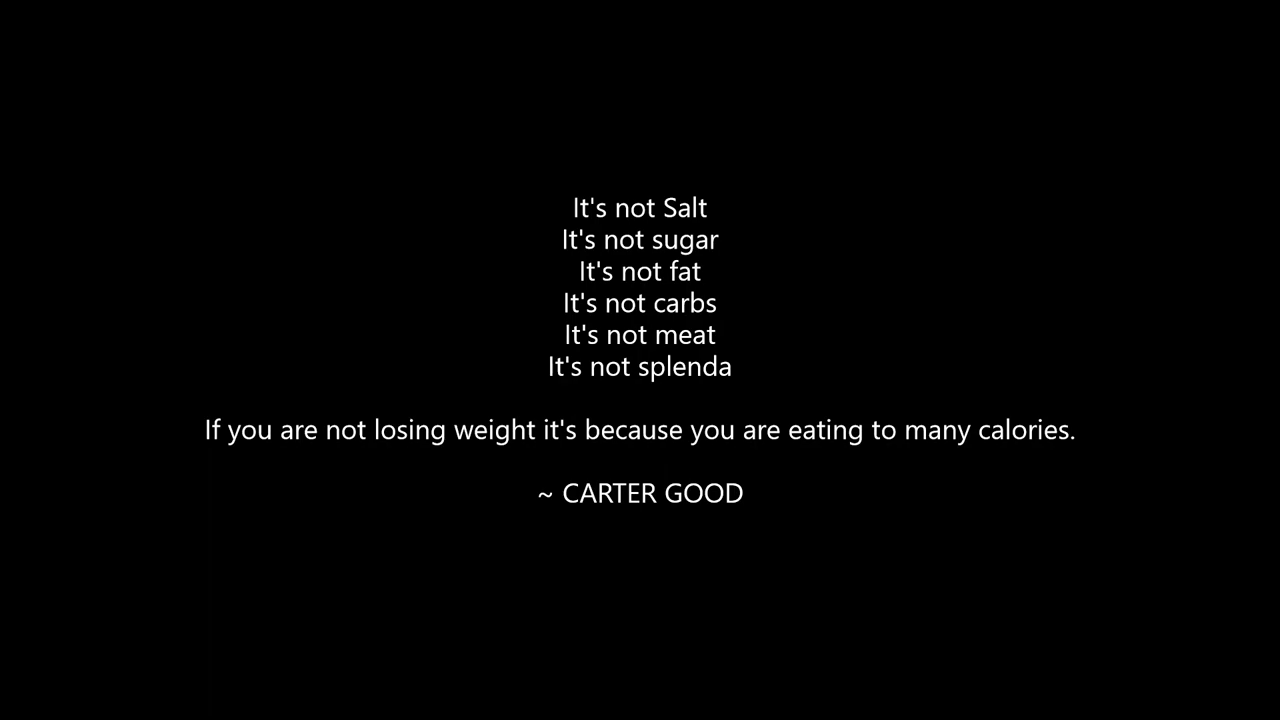 It's not Salt
It's not sugar
It's not fat
It's not carbs
It's not meat
It's not splenda
If you are not losing weight it's because you are eating to many calories.
~ CARTER GOOD